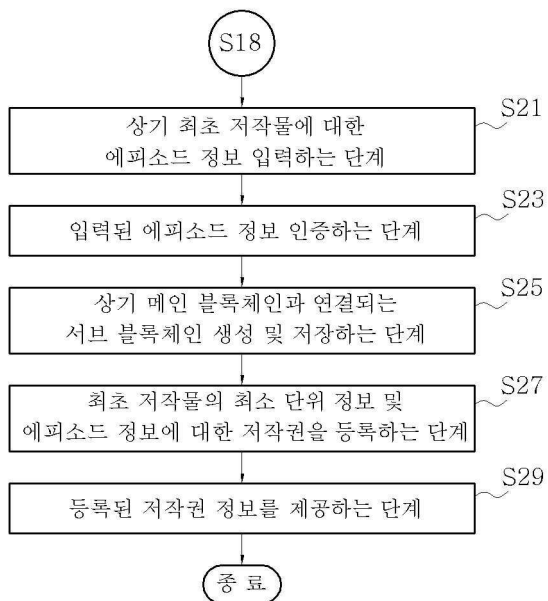 S18
S21
상기 최초 저작물에 대한
에피소드 정보 입력하는 단계
S23
입력된 에피소드 정보 인증하는 단계
S25
상기 메인 블록체인과 연결되는
서브 블록체인 생성 및 저장하는 단계
S27
최초 저작물의 최소 단위 정보 및
에피소드 정보에 대한 저작권을 등록하는 단계
S29
등록된 저작권 정보를 제공하는 단계
종 료